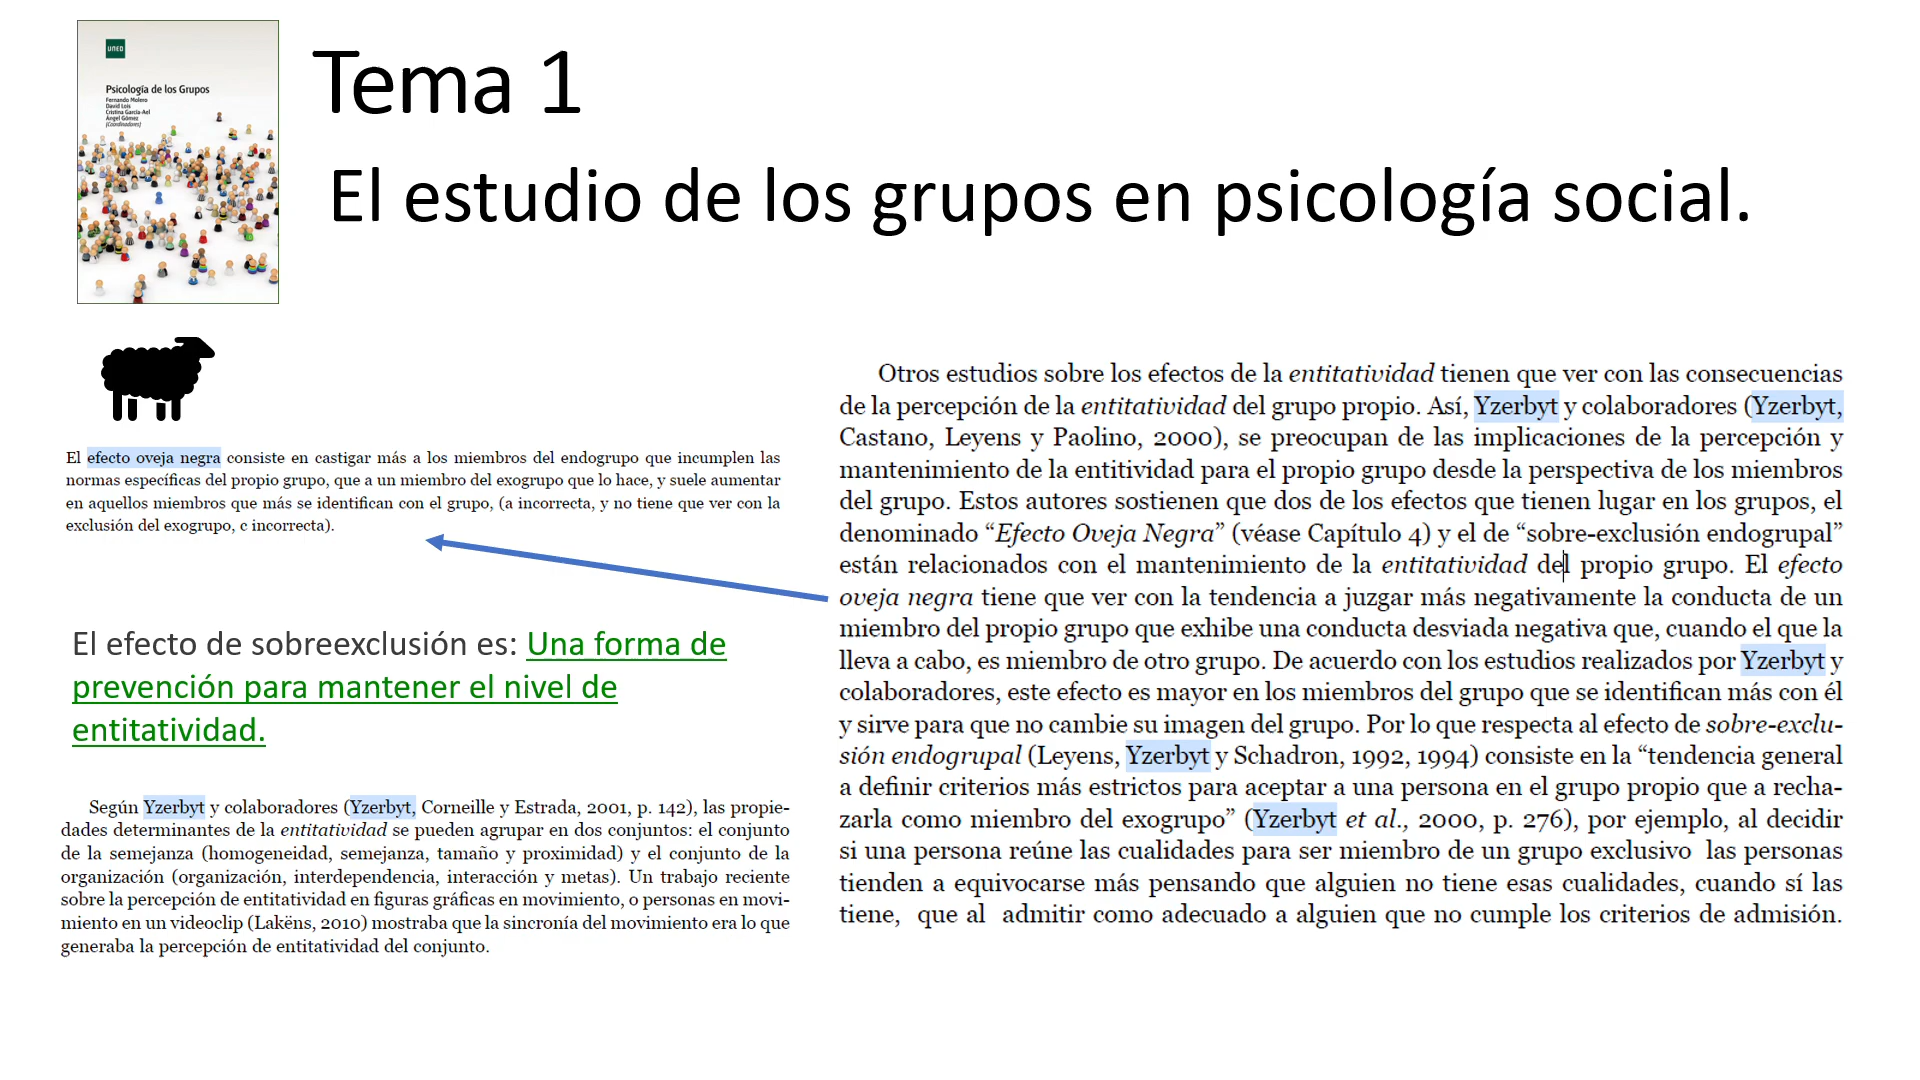 UNED
Psicología de los Grupos
Fernando Molero
David Lois
Cristina García-Ael
Ángel Gómez
(Coordinadores)
Tema 1
El estudio de los grupos en psicología social.
El efecto oveja negra consiste en castigar más a los miembros del endogrupo que incumplen las
normas específicas del propio grupo, que a un miembro del exogrupo que lo hace, y suele aumentar
en aquellos miembros que más se identifican con el grupo, (a incorrecta, y no tiene que ver con la
exclusión del exogrupo, c incorrecta).
El efecto de sobreexclusión es: Una forma de
prevención para mantener el nivel de
entitatividad.
Según Yzerbyt y colaboradores (Yzerbyt, Corneille y Estrada, 2001, p. 142), las propie-
dades determinantes de la entitatividad se pueden agrupar en dos conjuntos: el conjunto
de la semejanza (homogeneidad, semejanza, tamaño y proximidad) y el conjunto de la
organización (organización, interdependencia, interacción y metas). Un trabajo reciente
sobre la percepción de entitatividad en figuras gráficas en movimiento, o personas en movi-
miento en un videoclip (Lakëns, 2010) mostraba que la sincronía del movimiento era lo que
generaba la percepción de entitatividad del conjunto.
Otros estudios sobre los efectos de la entitatividad tienen que ver con las consecuencias
de la percepción de la entitatividad del grupo propio. Así, Yzerbyt y colaboradores (Yzerbyt,
Castano, Leyens y Paolino, 2000), se preocupan de las implicaciones de la percepción y
mantenimiento de la entitividad para el propio grupo desde la perspectiva de los miembros
del grupo. Estos autores sostienen que dos de los efectos que tienen lugar en los grupos, el
denominado “Efecto Oveja Negra” (véase Capítulo 4) y el de “sobre-exclusión endogrupal”
están relacionados con el mantenimiento de la entitatividad del propio grupo. El efecto
oveja negra tiene que ver con la tendencia a juzgar más negativamente la conducta de un
miembro del propio grupo que exhibe una conducta desviada negativa que, cuando el que la
lleva a cabo, es miembro de otro grupo. De acuerdo con los estudios realizados por Yzerbyt y
colaboradores, este efecto es mayor en los miembros del grupo que se identifican más con él
y sirve para que no cambie su imagen del grupo. Por lo que respecta al efecto de sobre-exclu-
sión endogrupal (Leyens, Yzerbyt y Schadron, 1992, 1994) consiste en la “tendencia general
a definir criterios más estrictos para aceptar a una persona en el grupo propio que a recha-
zarla como miembro del exogrupo” (Yzerbyt et al., 2000, p. 276), por ejemplo, al decidir
si una persona reúne las cualidades para ser miembro de un grupo exclusivo las personas
tienden a equivocarse más pensando que alguien no tiene esas cualidades, cuando sí las
tiene, que al admitir como adecuado a alguien que no cumple los criterios de admisión.